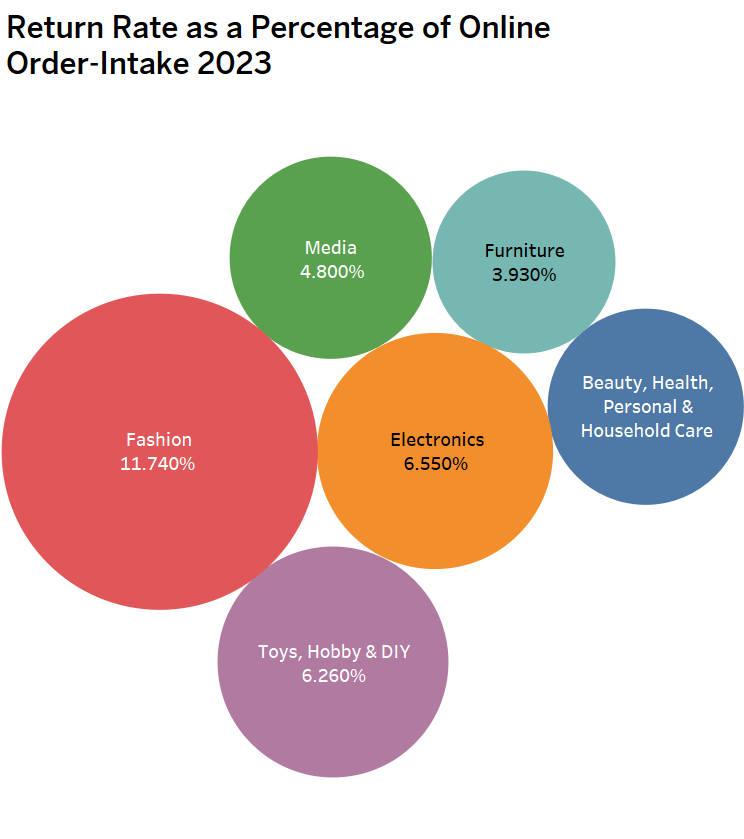 Return Rate as a Percentage of Online
Order-Intake 2023
Media
4.800%
Furniture
3.930%
Beauty, Health,
Personal &
Household Care
Fashion
11.740%
Electronics
6.550%
Toys, Hobby & DIY
6.260%